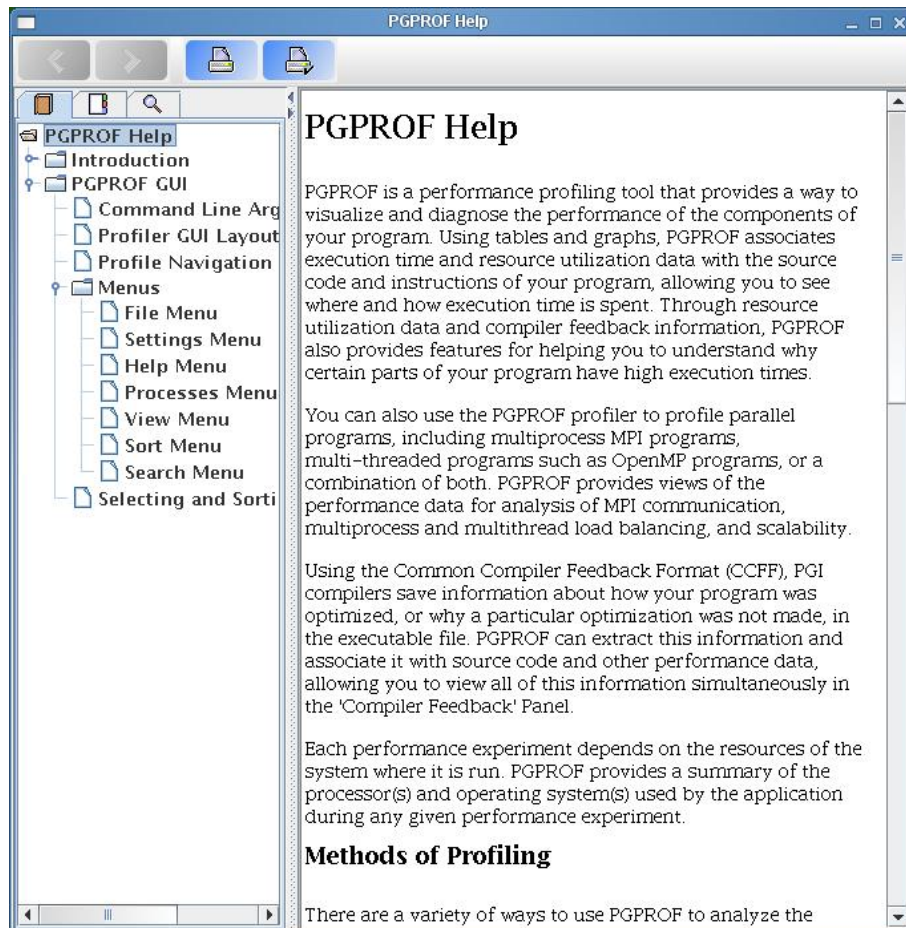 PGPROF Help
PGPROF Help
Introduction
PGPROF GUI
Command Line Arg
Profiler GUI Layout
Profile Navigation
Menus
File Menu
Settings Menu
Help Menu
Processes Menu
View Menu
Sort Menu
Search Menu
Selecting and Sorti
PGPROF Help
PGPROF is a performance profiling tool that provides a way to
visualize and diagnose the performance of the components of
your program. Using tables and graphs, PGPROF associates
execution time and resource utilization data with the source
code and instructions of your program, allowing you to see
where and how execution time is spent. Through resource
utilization data and compiler feedback information, PGPROF
also provides features for helping you to understand why
certain parts of your program have high execution times.
You can also use the PGPROF profiler to profile parallel
programs, including multiprocess MPI programs,
multi-threaded programs such as OpenMP programs, or a
combination of both. PGPROF provides views of the
performance data for analysis of MPI communication,
multiprocess and multithread load balancing, and scalability.
Using the Common Compiler Feedback Format (CCFF), PGI
compilers save information about how your program was
optimized, or why a particular optimization was not made, in
the executable file. PGPROF can extract this information and
associate it with source code and other performance data,
allowing you to view all of this information simultaneously in
the 'Compiler Feedback' Panel.
Each performance experiment depends on the resources of the
system where it is run. PGPROF provides a summary of the
processor(s) and operating system(s) used by the application
during any given performance experiment.
Methods of Profiling
There are a variety of ways to use PGPROF to analyze the